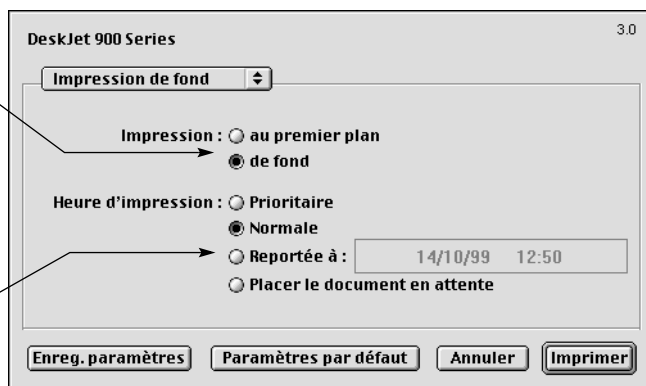 DeskJet 900 Series
3.0
Impression de fond
Impression : au premier plan
de fond
Heure d'impression : Prioritaire
Normale
Reportée à : 14/10/99 12:50
Placer le document en attente
Enreg. paramètres Paramètres par défaut Annuler Imprimer